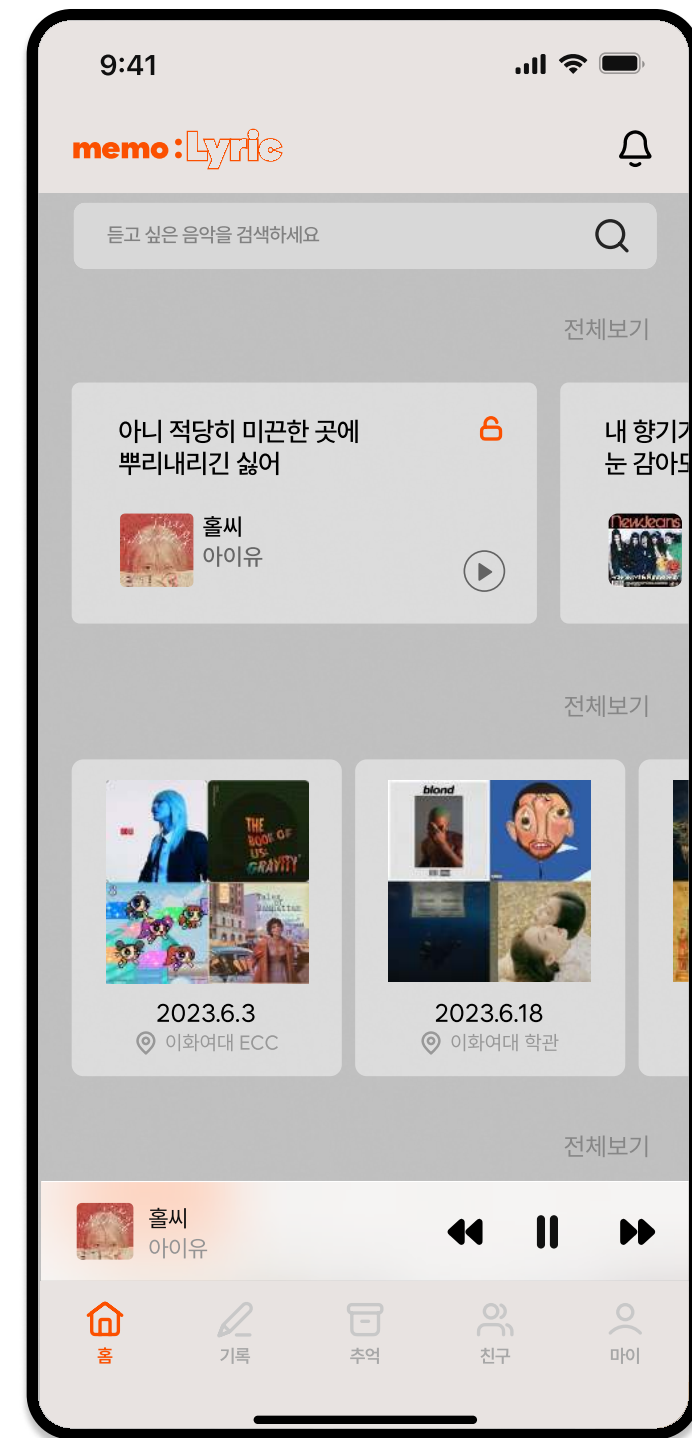 9:41
memo:Lyric
듣고 싶은 음악을 검색하세요
전체보기
아니 적당히 미끈한 곳에
뿌리내리긴 싫어
홀씨
아이유
내 향기가
눈 감아도
NewJeans
전체보기
THE
BOOK OF
US:
GRAVITY
Tales
Manhattan
2023.6.3
이화여대 ECC
blond
2023.6.18
이화여대 학관
전체보기
홀씨
아이유
홈
기록
추억
친구
마이